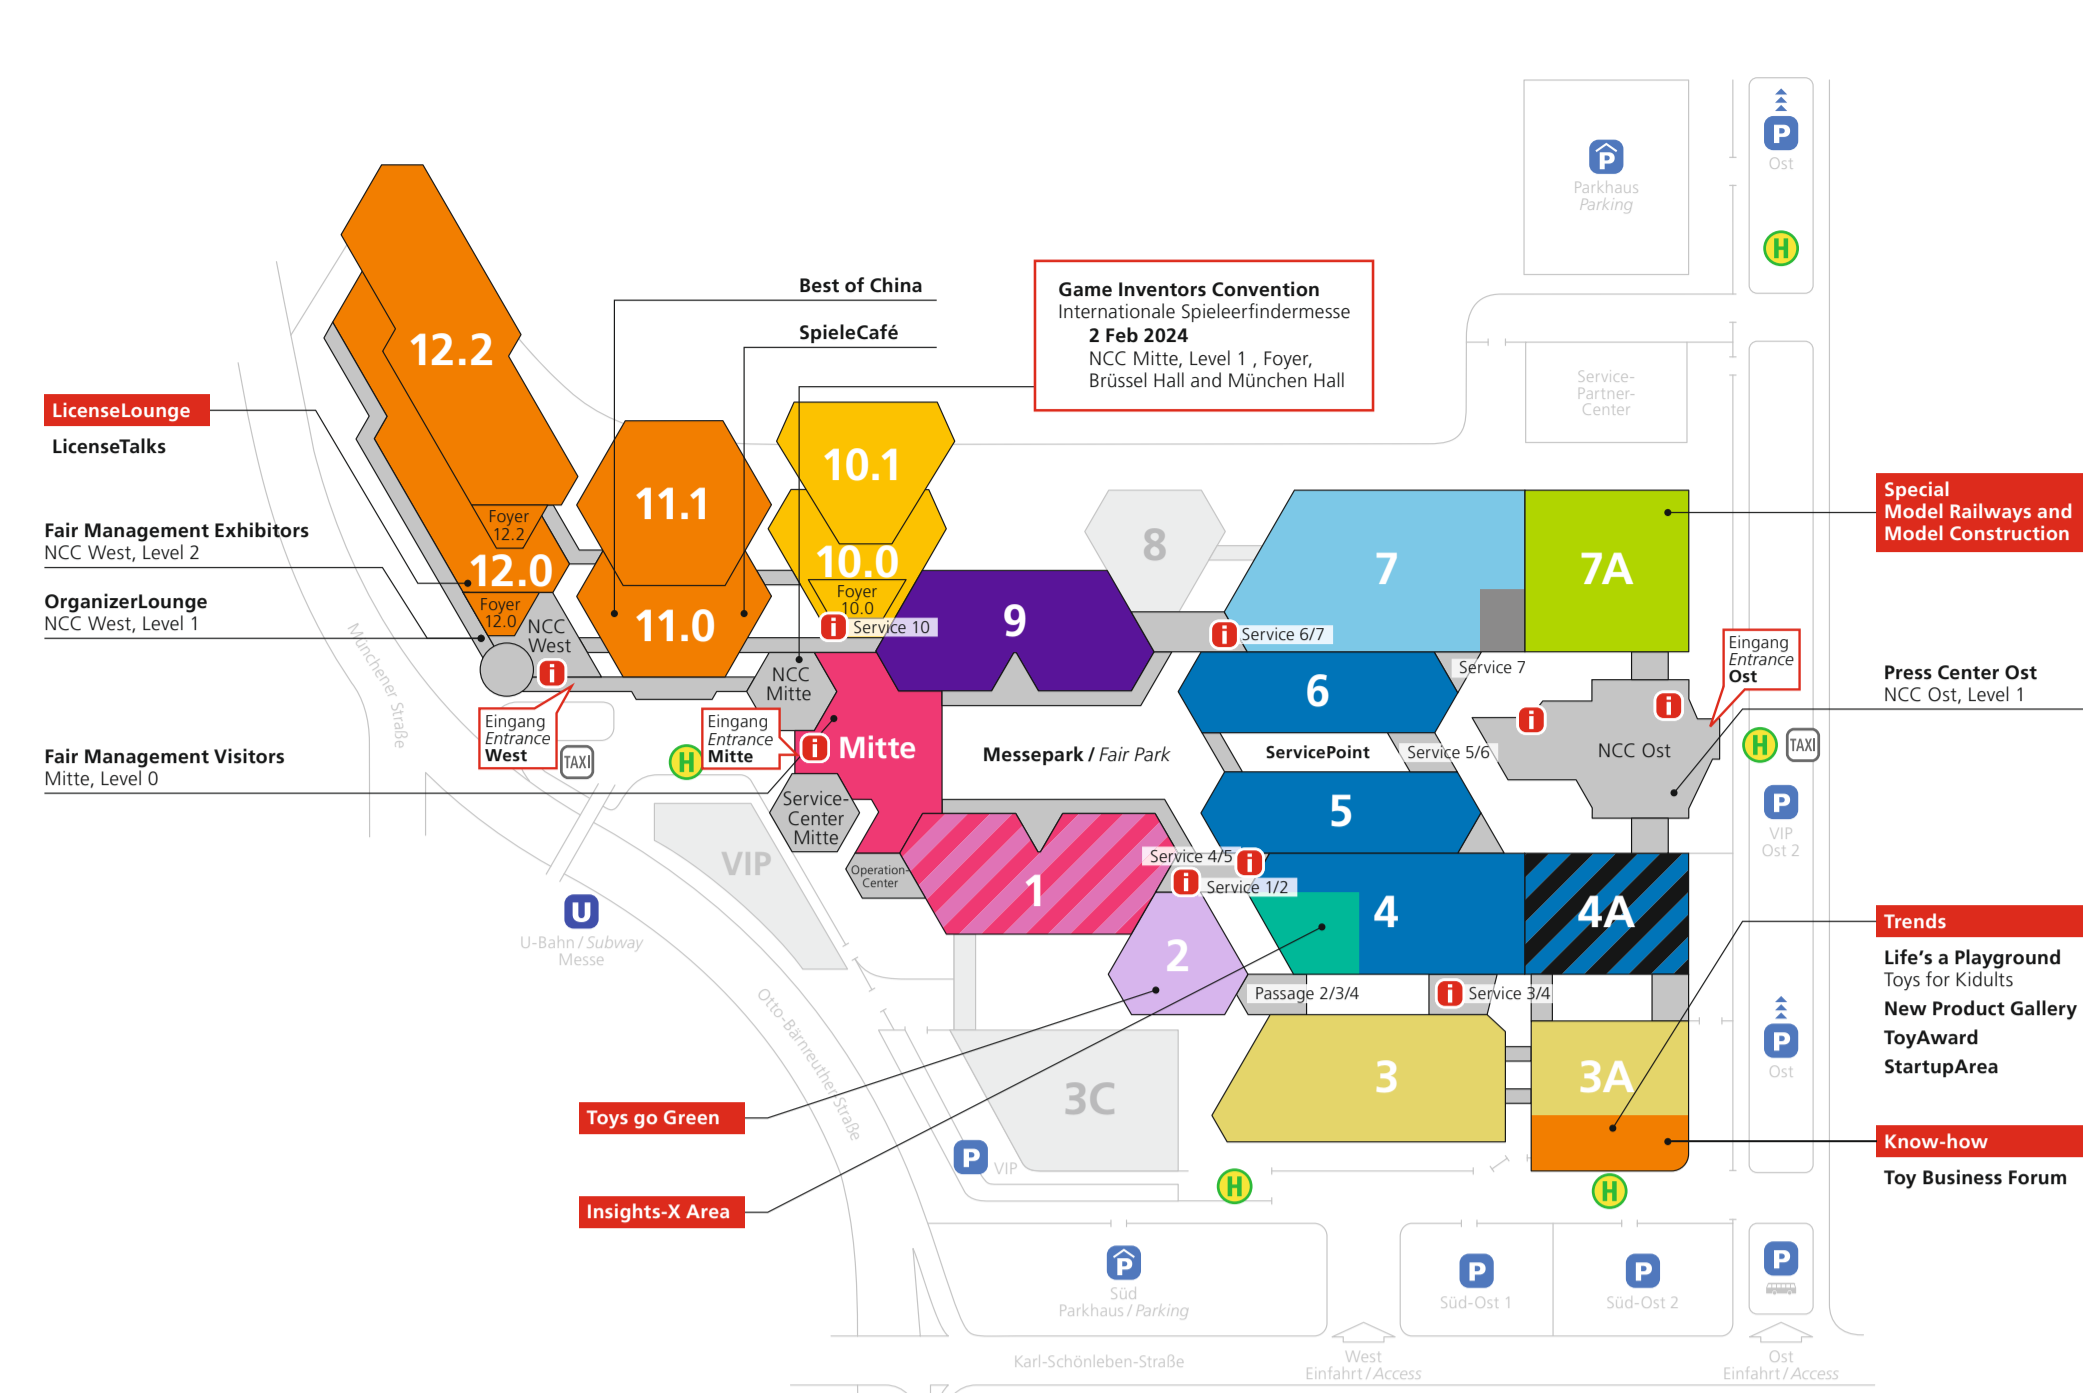 P
Ost
P
Parkhaus
Parking
H
Best of China
SpieleCafé
Game Inventors Convention
Internationale Spieleerfindermesse
2 Feb 2024
NCC Mitte, Level 1 , Foyer,
Brüssel Hall and München Hall
12.2
Service-
Partner-
Center
LicenseLounge
LicenseTalks
10.1
11.1
Special
Model Railways and
Model Construction
Foyer
12.2
Fair Management Exhibitors
NCC West, Level 2
8
7
7A
12.0
10.0
Foyer
10.0
OrganizerLounge
NCC West, Level 1
Foyer
12.0
11.0
9
i
Service 10
i
Service 6/7
NCC
West
i
Münchener Straße
NCC
Mitte
6
Service 7
Eingang
Entrance
Ost
Press Center Ost
NCC Ost, Level 1
i
i
Eingang
Entrance
West
TAXI
H
Eingang
Entrance
Mitte
i
Mitte
Messepark / Fair Park
ServicePoint
Service 5/6
NCC Ost
H
TAXI
Fair Management Visitors
Mitte, Level 0
Service-
Center
Mitte
5
P
VIP
Ost 2
VIP
Operation-
Center
1
Service 4/5
i
i
Service 1/2
4
4A
U
U-Bahn / Subway
Messe
2
Trends
Life's a Playground
Toys for Kidults
New Product Gallery
ToyAward
StartupArea
Passage 2/3/4
i
Service 3/4
Otto-Bärnreuther-Straße
P
Ost
3C
3
3A
Toys go Green
Know-how
Toy Business Forum
P
VIP
H
H
Insights-X Area
P
Süd
Parkhaus / Parking
P
Süd-Ost 1
P
Süd-Ost 2
P
Karl-Schönleben-Straße
West
Einfahrt / Access
Ost
Einfahrt / Access